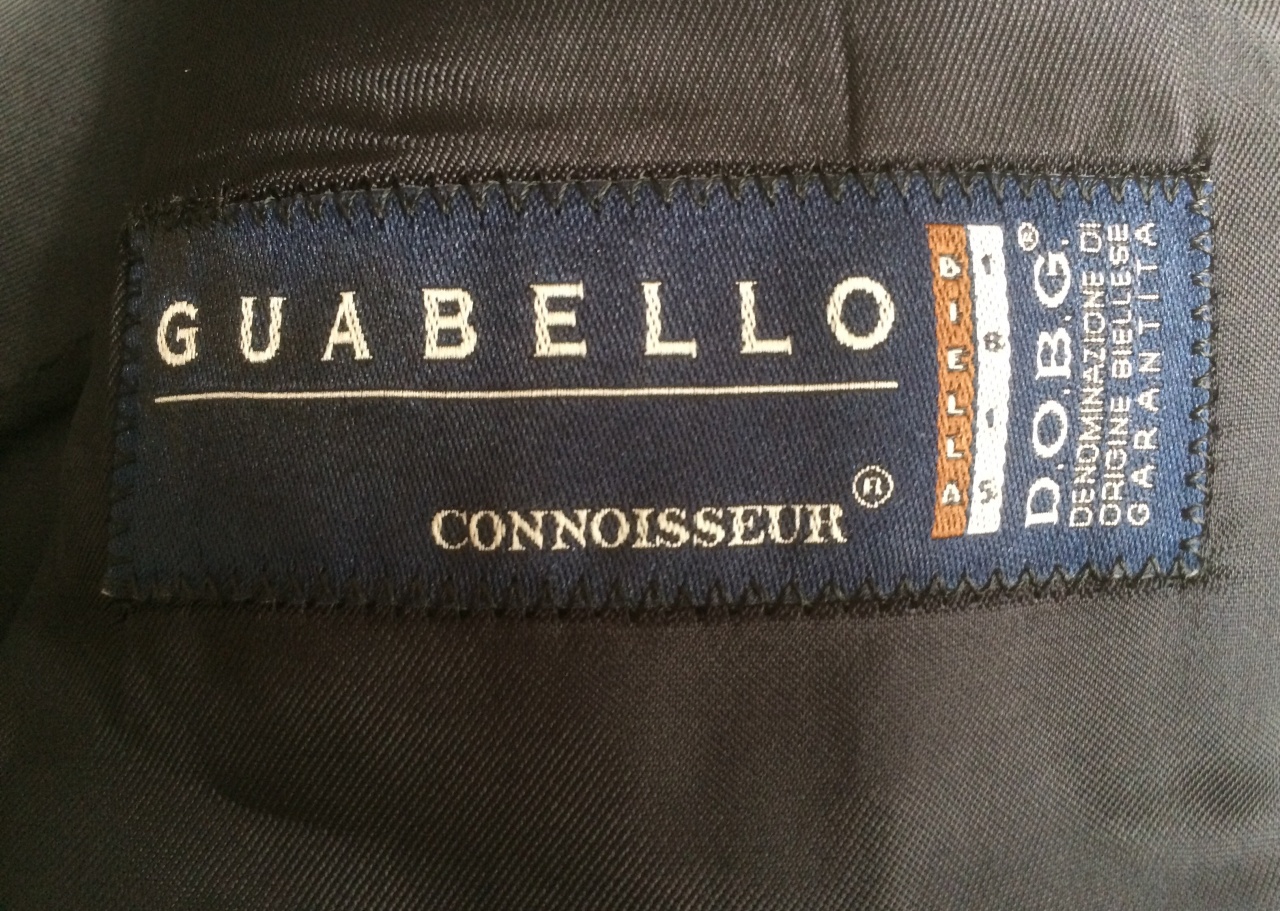 GUABELLO
CONNOISSEUR ®
BIELLA
1815
D.O.B.G.®
DENOMINAZIONE DI
ORIGINE BIELLESE
GARANTITA